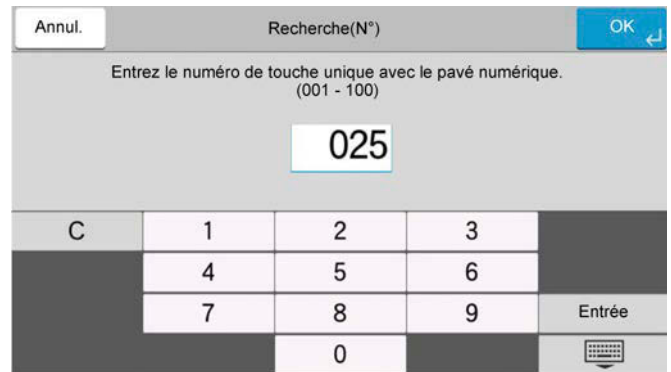 Annul. Recherche(N°) OK
Entrez le numéro de touche unique avec le pavé numérique.
(001 - 100)
025
C 1 2 3
4 5 6
7 8 9 Entrée
0